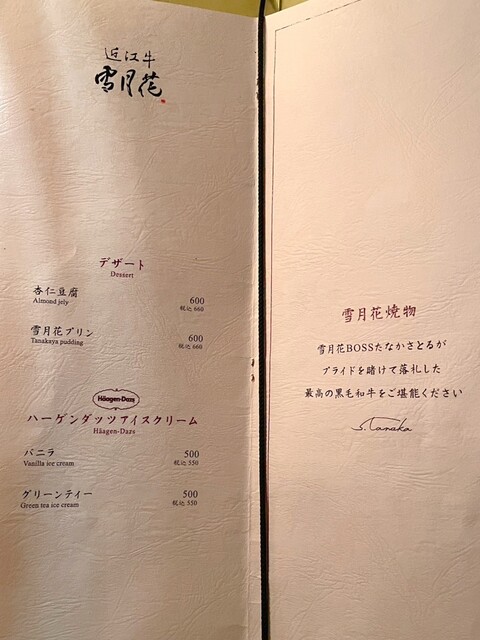 近江牛
雪月花
デザート
Dessert
杏仁豆腐
Almond jely
600
税込 660
雪月花プリン
Tanakaya pudding
600
税込 660
Häagen-Dazs
ハーゲンダッツアイスクリーム
Häagen-Dazs
バニラ
Vanilla ice cream
500
税込 550
グリーンティー
Green tea ice cream
500
税込 550
雪月花焼物
雪月花BOSSたなかさとるが
プライドを賭けて落札した
最高の黒毛和牛をご堪能ください
S.Tanaka